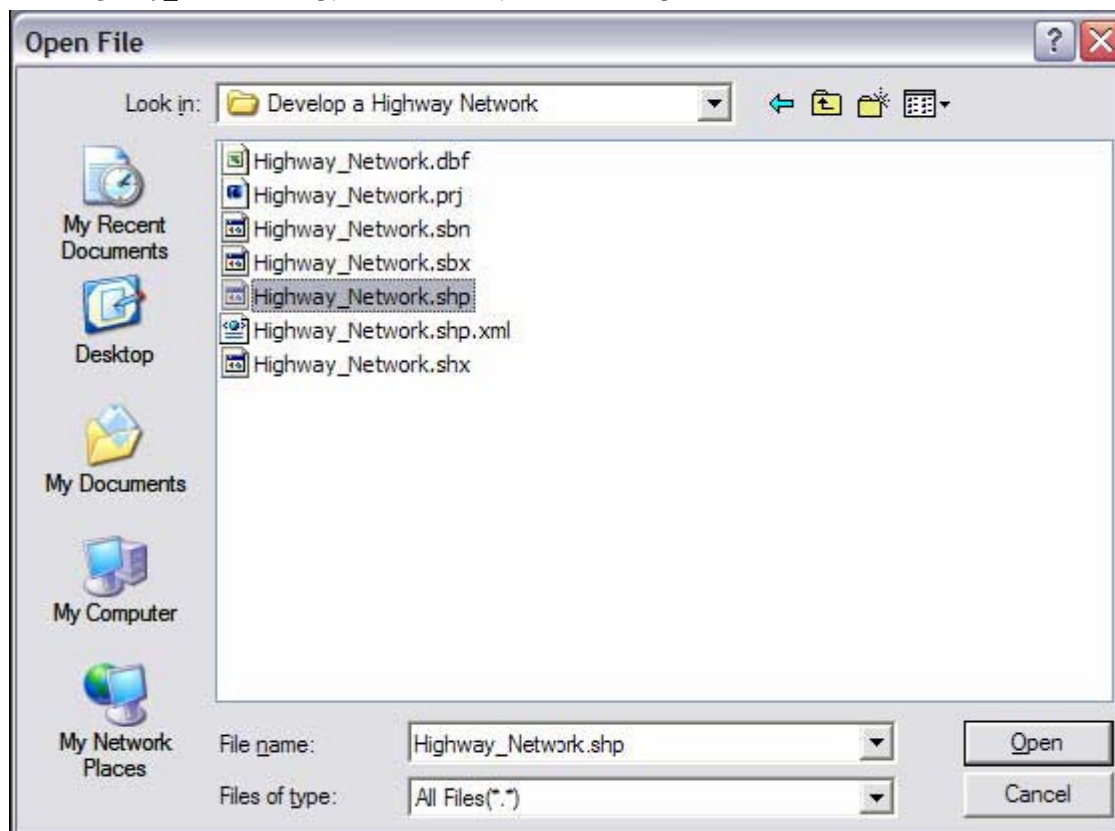 Open File
Look in: Develop a Highway Network
My Recent
Documents
Desktop
My Documents
My Computer
My Network
Places
Highway_Network.dbf
Highway_Network.prj
Highway_Network.sbn
Highway_Network.sbx
Highway_Network.shp
Highway_Network.shp.xml
Highway_Network.shx
File name: Highway_Network.shp Open
Files of type: All Files(*.*) Cancel